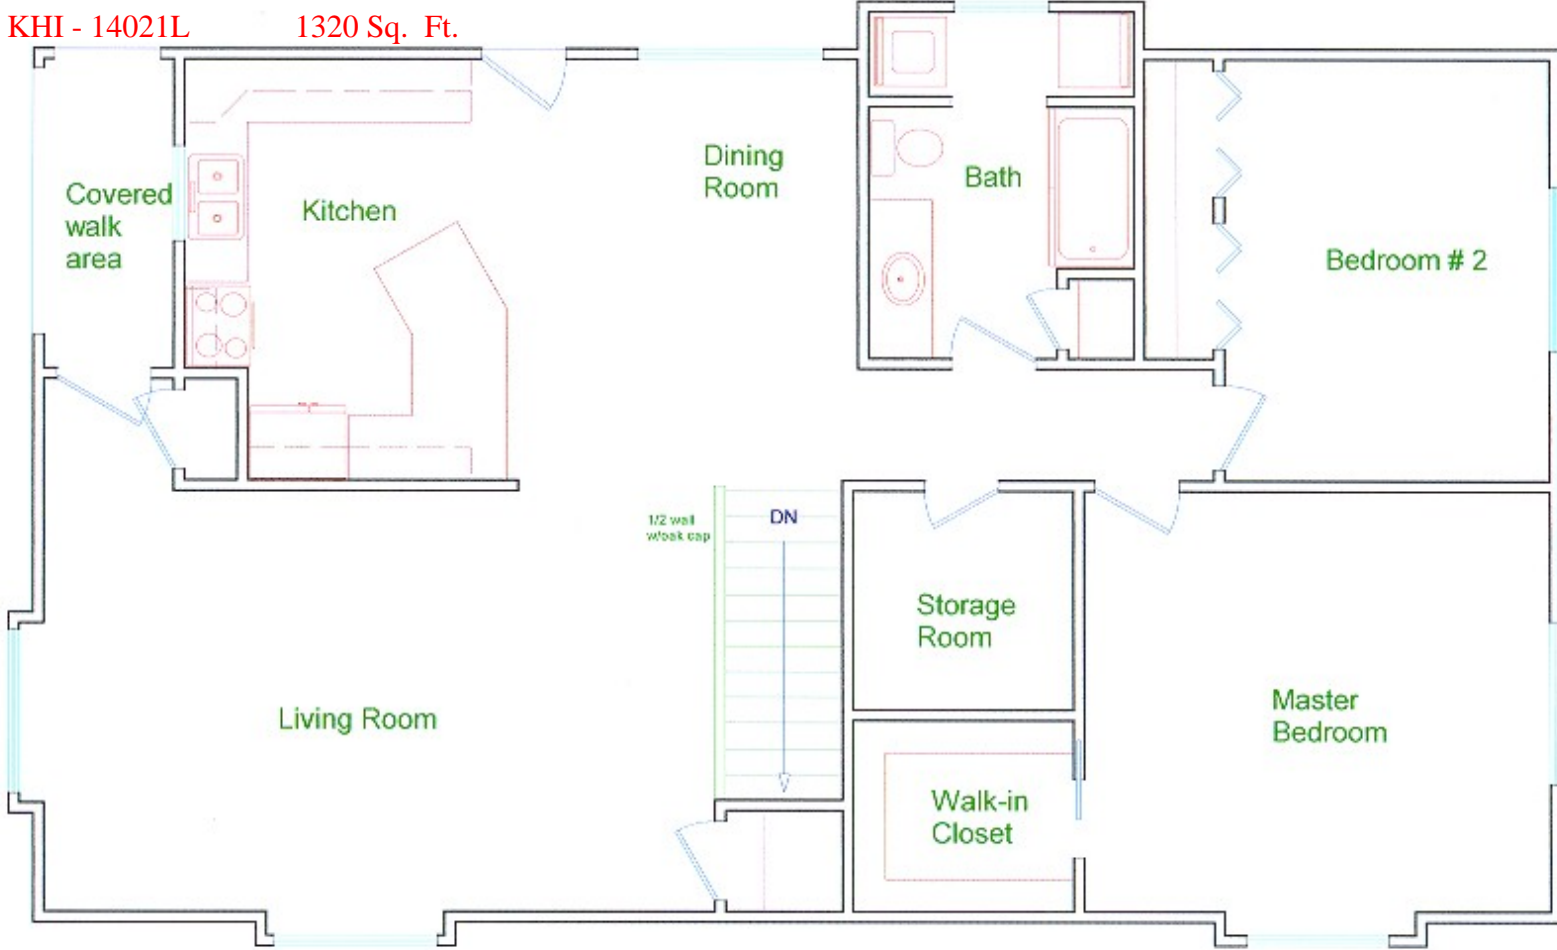 KHI - 14021L 1320 Sq. Ft.
Covered
walk
area
Kitchen
Dining
Room
Bath
Bedroom # 2
1/2 wall
w/oak cap
DN
Storage
Room
Living Room
Master
Bedroom
Walk-in
Closet